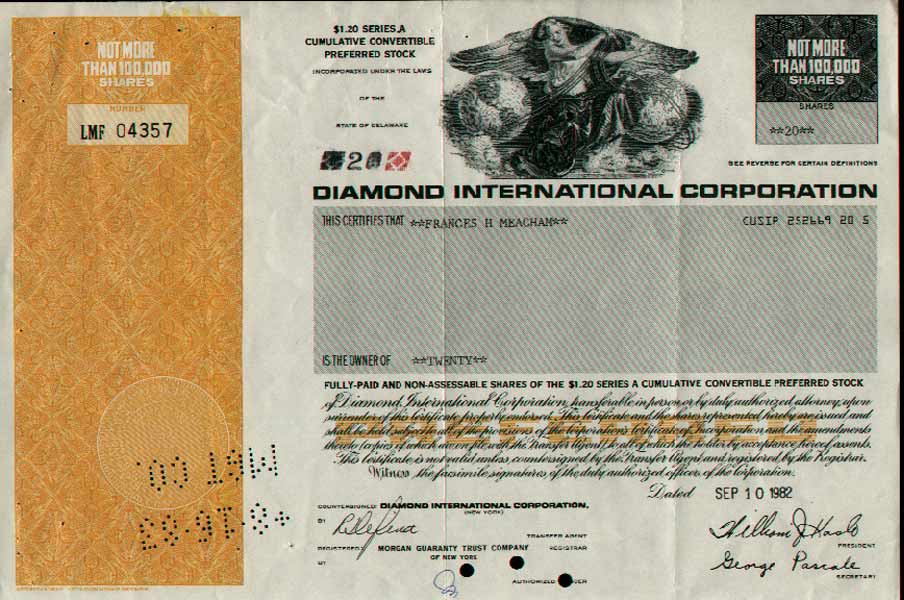 NOT MORE
THAN 100,000
SHARES
NUMBER
LMF 04357
$1.20 SERIES A
CUMULATIVE CONVERTIBLE
PREFERRED STOCK
INCORPORATED UNDER THE LAWS
OF THE
STATE OF DELAWARE
20
NOT MORE
THAN 100,000
SHARES
SHARES
**20**
SEE REVERSE FOR CERTAIN DEFINITIONS
DIAMOND INTERNATIONAL CORPORATION
THIS CERTIFIES THAT **FRANCES H MEACHAM**
CUSIP 252669 20 5
IS THE OWNER OF **TWENTY**
FULLY-PAID AND NON-ASSESSABLE SHARES OF THE $1.20 SERIES A CUMULATIVE CONVERTIBLE PREFERRED STOCK
of Diamond International Corporation, transferable in person or by duly authorized attorney, upon
surrender of this Certificate properly endorsed. This Certificate and the shares represented hereby are issued and
shall be held subject to all of the provisions of the Corporation's Certificate of Incorporation and the amendments
thereto (copies of which are on file with the Transfer Agent) to all of which the holder by acceptance hereof assents.
This Certificate is not valid unless countersigned by the Transfer Agent and registered by the Registrar.
Witness the facsimile signatures of the duly authorized officers of the Corporation.
Dated SEP 10 1982
COUNTERSIGNED: DIAMOND INTERNATIONAL CORPORATION,
(NEW YORK)
BY
TRANSFER AGENT
REGISTERED: MORGAN GUARANTY TRUST COMPANY REGISTRAR
OF NEW YORK
BY
AUTHORIZED
William J Kaslo
PRESIDENT
George Pascale
SECRETARY